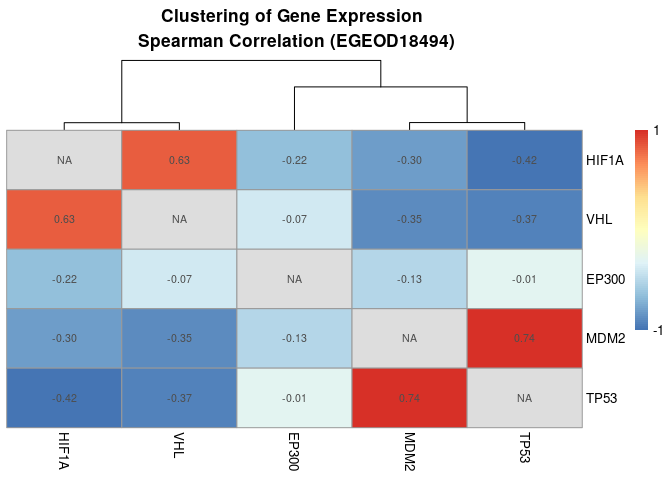 Clustering of Gene Expression
Spearman Correlation (EGEOD18494)
NA 0.63 -0.22 -0.30 -0.42 HIF1A
0.63 NA -0.07 -0.35 -0.37 VHL
-0.22 -0.07 NA -0.13 -0.01 EP300
-0.30 -0.35 -0.13 NA 0.74 MDM2
-0.42 -0.37 -0.01 0.74 NA TP53
HIF1A VHL EP300 MDM2 TP53
1
-1